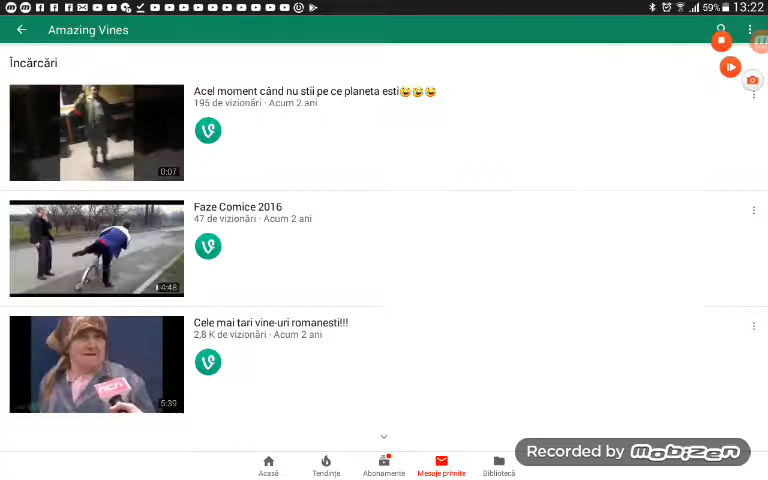 59% 13:22
Amazing Vines
Încărcări
Acel moment când nu stii pe ce planeta esti😂😂😂
195 de vizionări · Acum 2 ani
0:07
Faze Comice 2016
47 de vizionări · Acum 2 ani
4:48
Cele mai tari vine-uri romanesti!!!
2,8 K de vizionări · Acum 2 ani
5:39
Recorded by MOBIZEN
Acasă Tendințe Abonamente Mesaje primite Bibliotecă